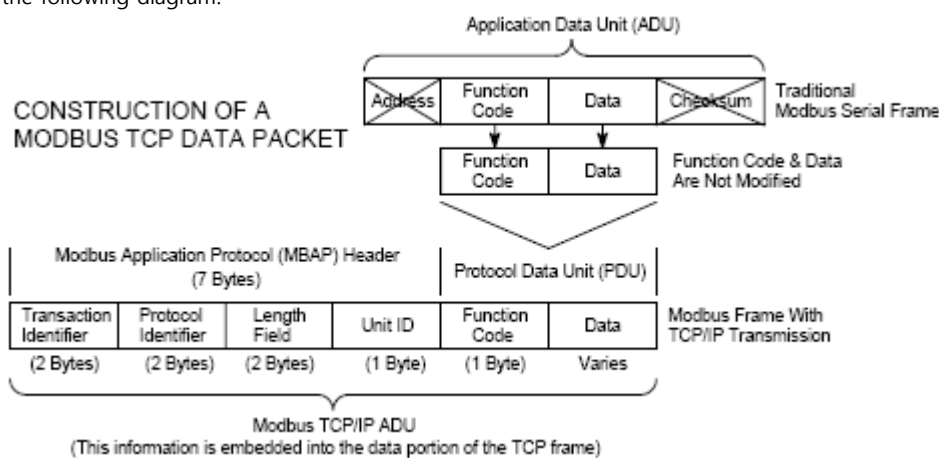 the following diagram.
Application Data Unit (ADU)
CONSTRUCTION OF A
MODBUS TCP DATA PACKET
Address
Function
Code
Data
Checksum
Traditional
Modbus Serial Frame
Function
Code
Data
Function Code & Data
Are Not Modified
Modbus Application Protocol (MBAP) Header
(7 Bytes)
Protocol Data Unit (PDU)
Transaction
Identifier
Protocol
Identifier
Length
Field
Unit ID
Function
Code
Data
Modbus Frame With
TCP/IP Transmission
(2 Bytes)
(2 Bytes)
(2 Bytes)
(1 Byte)
(1 Byte)
Varies
Modbus TCP/IP ADU
(This information is embedded into the data portion of the TCP frame)